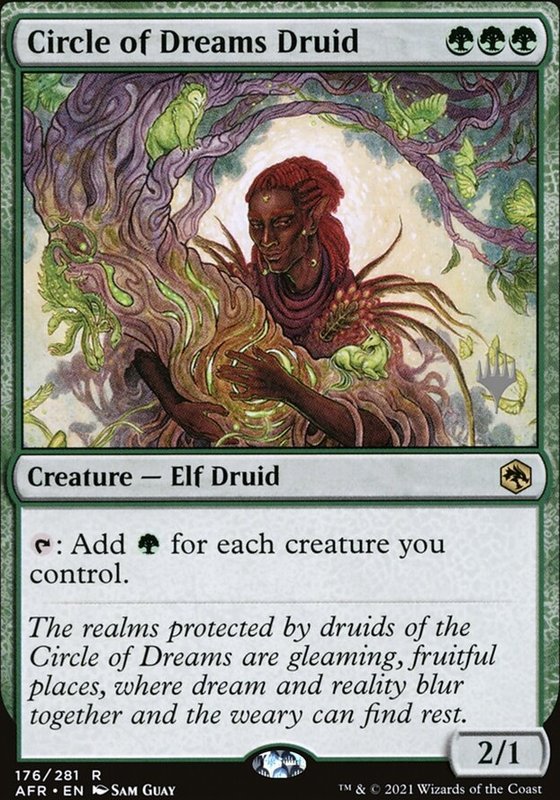 Circle of Dreams Druid
Creature — Elf Druid
: Add for each creature you
control.
The realms protected by druids of the
Circle of Dreams are gleaming, fruitful
places, where dream and reality blur
together and the weary can find rest.
2/1
176/281 R
AFR • EN Sam Guay
™ & © 2021 Wizards of the Coast